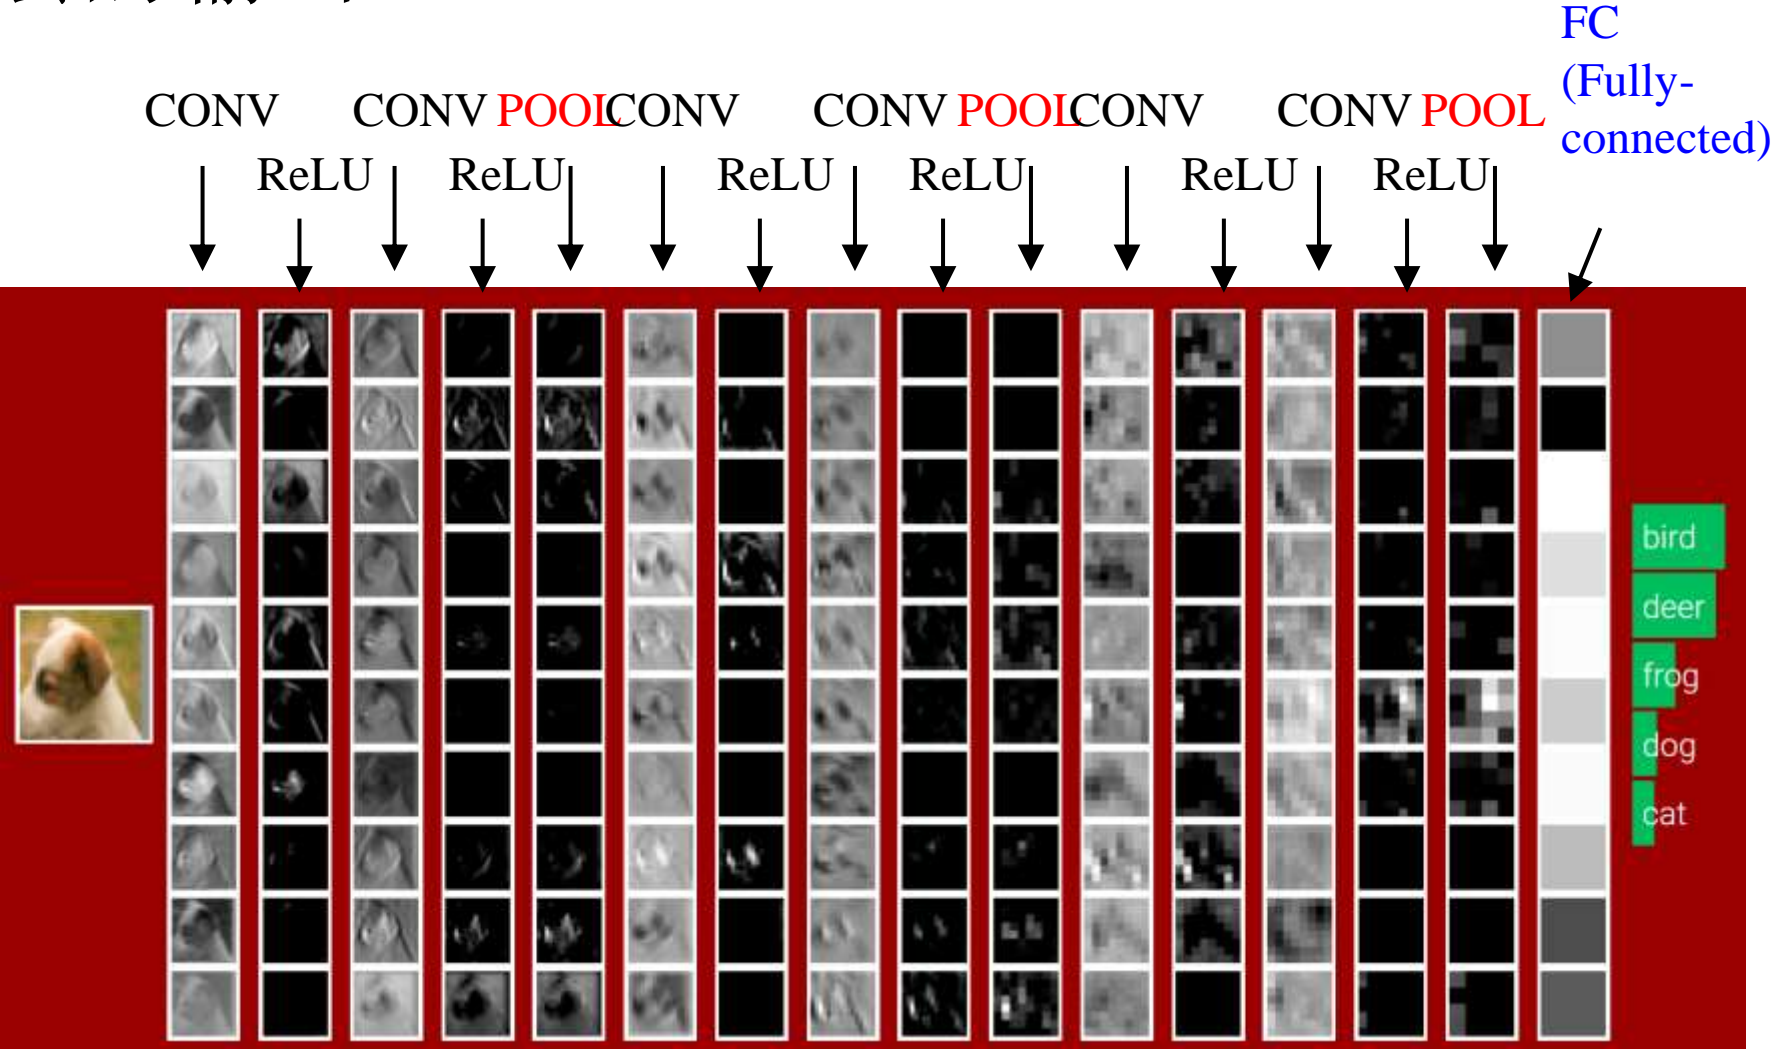 FC
(Fully-
connected)
CONV CONV POOL CONV CONV POOL CONV CONV POOL
ReLU ReLU ReLU ReLU ReLU ReLU
bird
deer
frog
dog
cat